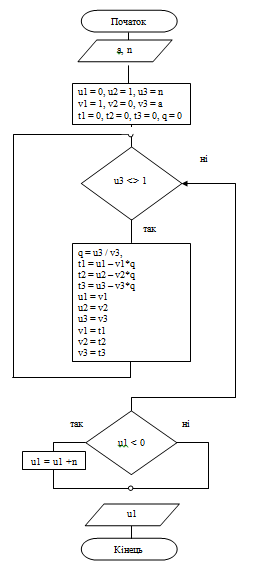 Початок
a, n
u1 = 0, u2 = 1, u3 = n
v1 = 1, v2 = 0, v3 = a
t1 = 0, t2 = 0, t3 = 0, q = 0
ні
u3 <> 1
так
q = u3 / v3,
t1 = u1 – v1*q
t2 = u2 – v2*q
t3 = u3 – v3*q
u1 = v1
u2 = v2
u3 = v3
v1 = t1
v2 = t2
v3 = t3
так
ні
u1 < 0
u1 = u1 +n
u1
Кінець